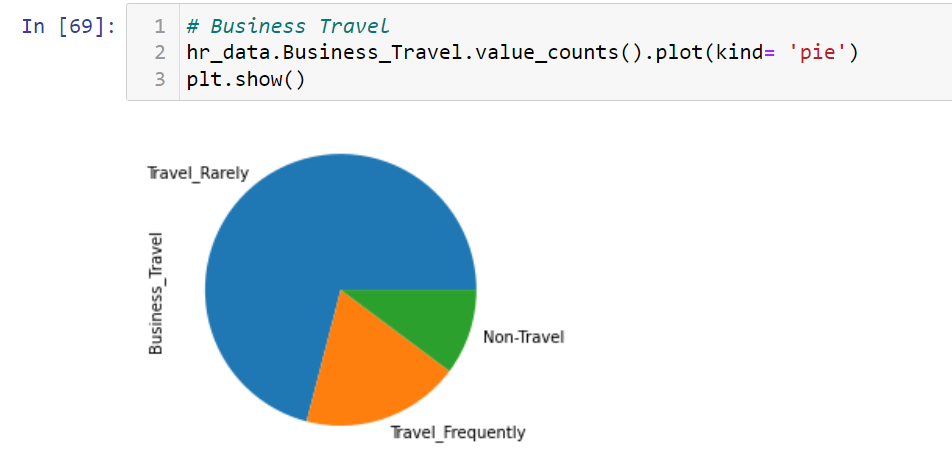 In [69]:
1 # Business Travel
2 hr_data.Business_Travel.value_counts().plot(kind= 'pie')
3 plt.show()
Travel_Rarely
Business_Travel
Non-Travel
Travel_Frequently